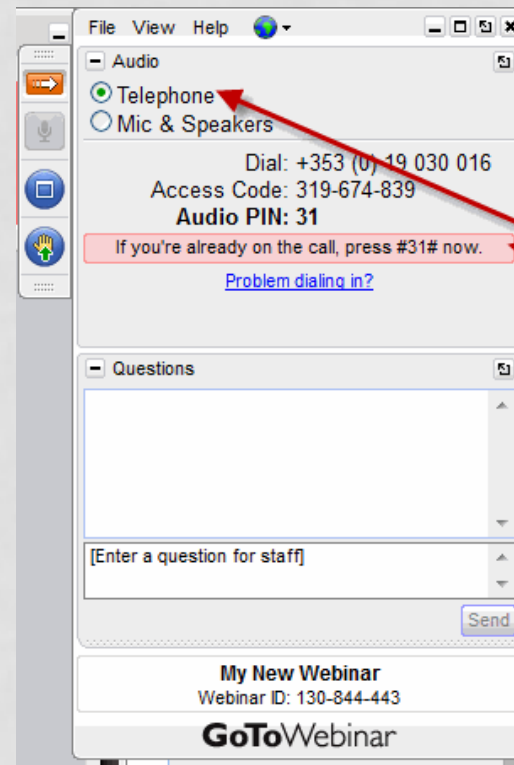 File View Help
Audio
Telephone
Mic & Speakers
Dial: +353 (0) 19 030 016
Access Code: 319-674-839
Audio PIN: 31
If you're already on the call, press #31# now.
Problem dialing in?
Questions
[Enter a question for staff]
Send
My New Webinar
Webinar ID: 130-844-443
GoToWebinar